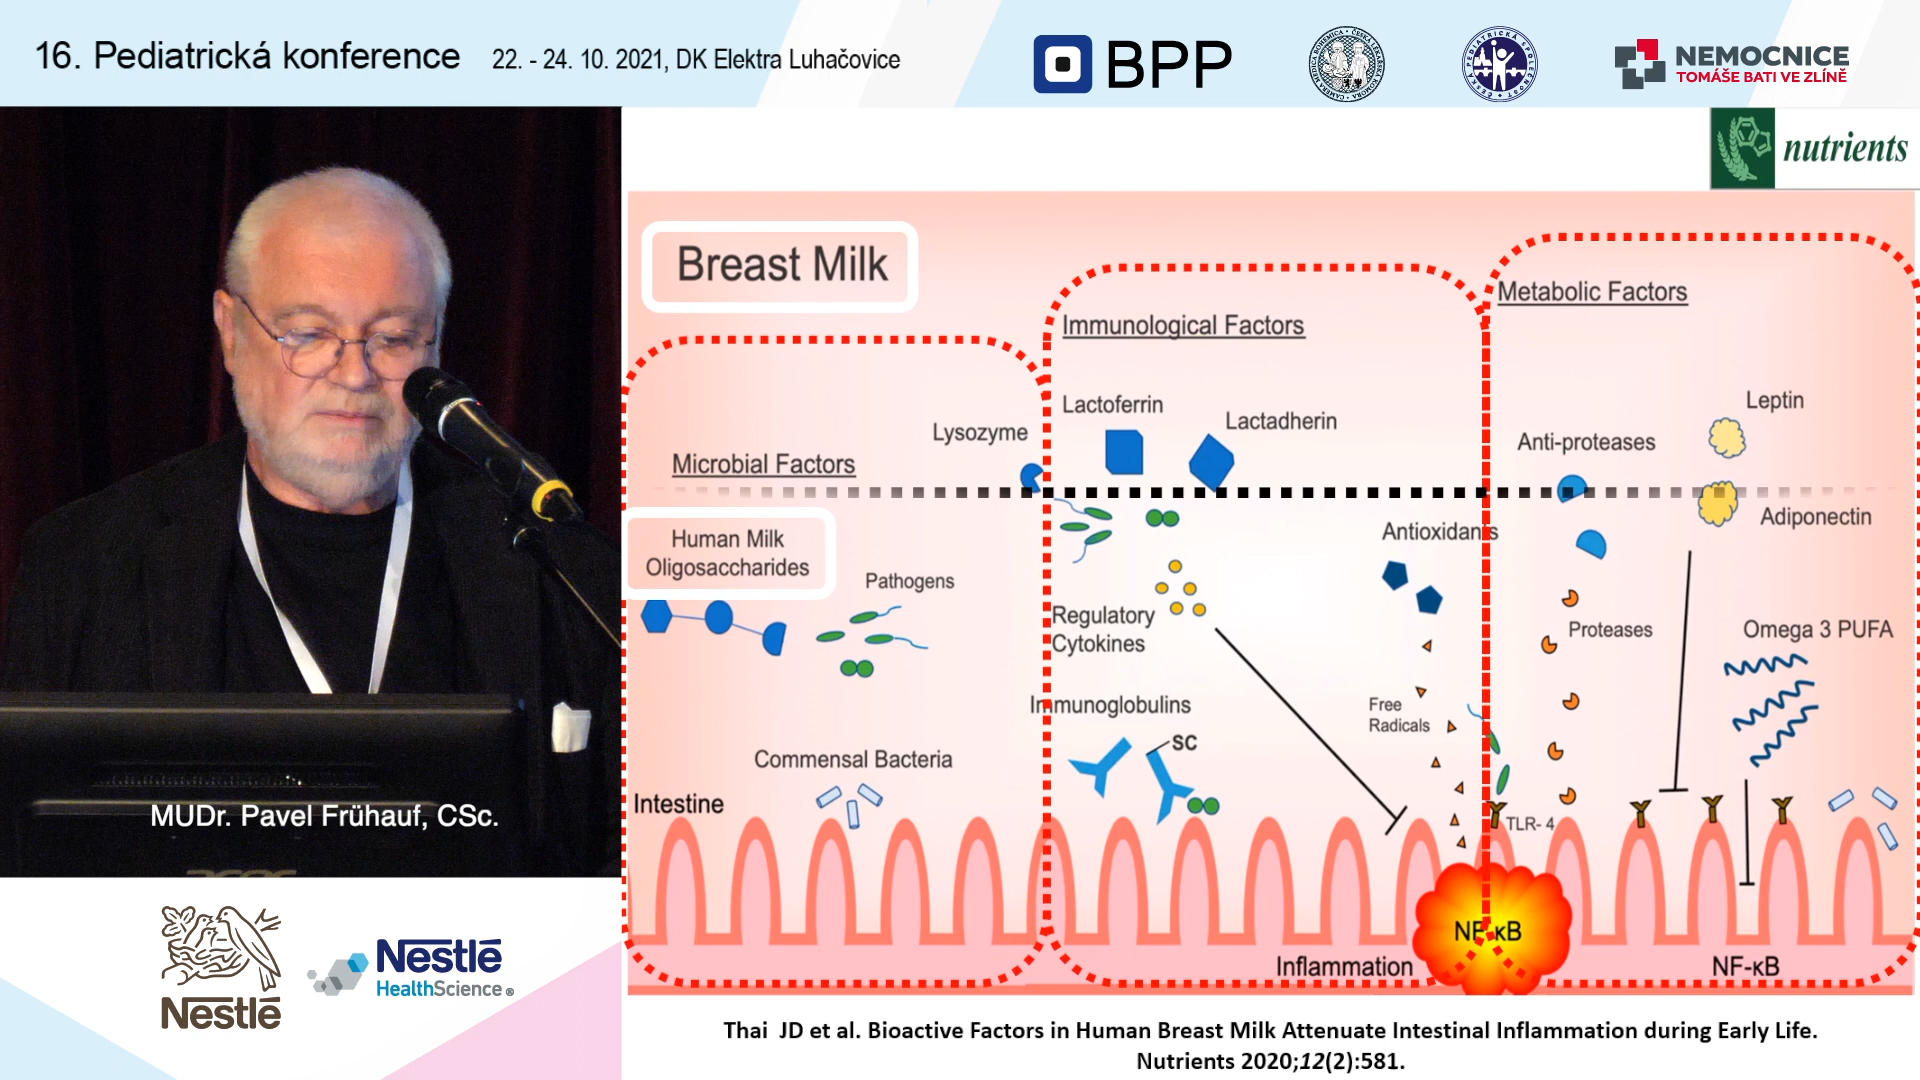 16. Pediatrická konference 22. - 24. 10. 2021, DK Elektra Luhačovice
BPP
NEMOCNICE
TOMÁŠE BATI VE ZLÍNĚ
nutrients
Breast Milk
Metabolic Factors
Immunological Factors
Leptin
Lactoferrin
Lactadherin
Lysozyme
Anti-proteases
Microbial Factors
Adiponectin
Antioxidants
Human Milk
Oligosaccharides
Pathogens
Regulatory
Cytokines
Proteases
Omega 3 PUFA
Immunoglobulins
Free
Radicals
SC
Commensal Bacteria
Intestine
TLR- 4
NF-κB
Inflammation
NF-κB
MUDr. Pavel Frühauf, CSc.
Nestlé
Nestlé
HealthScience®
Thai JD et al. Bioactive Factors in Human Breast Milk Attenuate Intestinal Inflammation during Early Life.
Nutrients 2020;12(2):581.